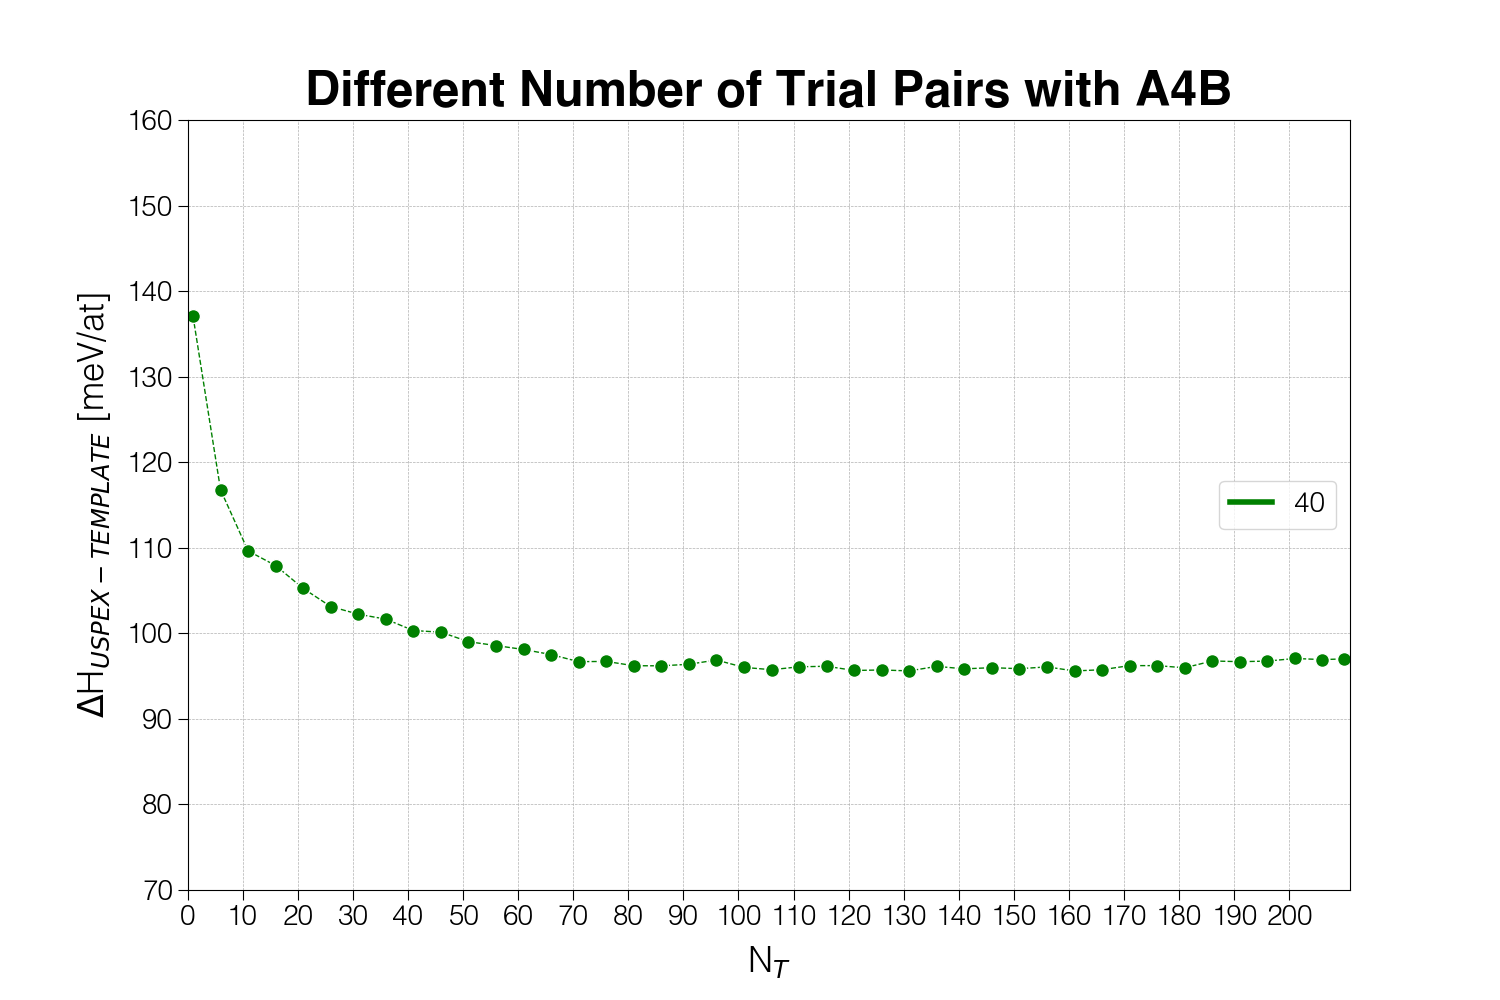 Different Number of Trial Pairs with A4B
160
150
140
130
120
110
100
90
80
70
ΔH_{USPEX − TEMPLATE} [meV/at]
40
0 10 20 30 40 50 60 70 80 90 100 110 120 130 140 150 160 170 180 190 200
N_T